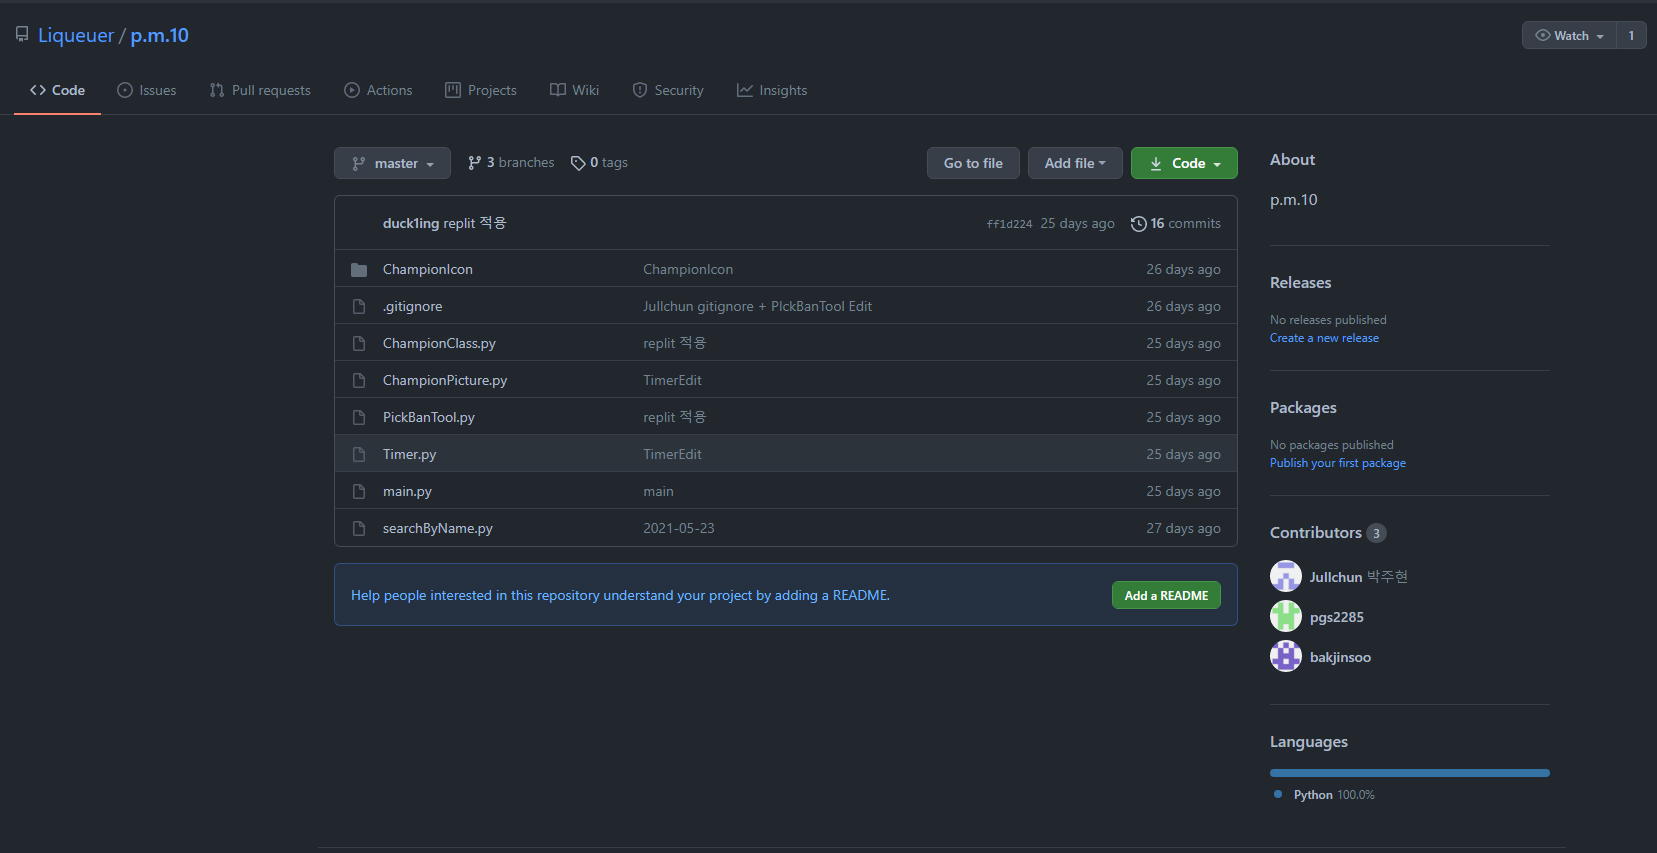 Liqueuer / p.m.10
Watch 1
Code Issues Pull requests Actions Projects Wiki Security Insights
master 3 branches 0 tags Go to file Add file Code
duck1ing replit 적용 ff1d224 25 days ago 16 commits
ChampionIcon ChampionIcon 26 days ago
.gitignore Jullchun gitignore + PIckBanTool Edit 26 days ago
ChampionClass.py replit 적용 25 days ago
ChampionPicture.py TimerEdit 25 days ago
PickBanTool.py replit 적용 25 days ago
Timer.py TimerEdit 25 days ago
main.py main 25 days ago
searchByName.py 2021-05-23 27 days ago
Help people interested in this repository understand your project by adding a README. Add a README
About
p.m.10
Releases
No releases published
Create a new release
Packages
No packages published
Publish your first package
Contributors 3
Jullchun 박주현
pgs2285
bakjinsoo
Languages
Python 100.0%